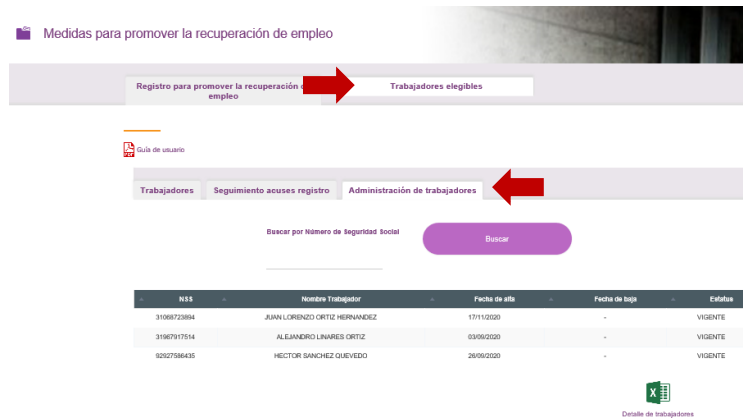 Medidas para promover la recuperación de empleo
Registro para promover la recuperación
empleo
Trabajadores elegibles
PDF
Guía de usuario
Trabajadores Seguimiento acuses registro Administración de trabajadores
Buscar por Número de Seguridad Social
Buscar
NSS Nombre Trabajador Fecha de alta Fecha de baja Estatus
31068723894 JUAN LORENZO ORTIZ HERNANDEZ 17/11/2020 - VIGENTE
31967917514 ALEJANDRO LINARES ORTIZ 03/09/2020 - VIGENTE
92927586435 HECTOR SANCHEZ QUEVEDO 26/09/2020 - VIGENTE
Detalle de trabajadores